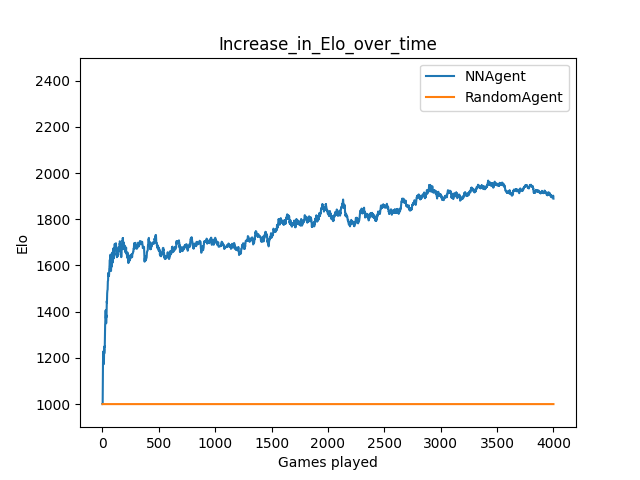 Increase_in_Elo_over_time
NNAgent
RandomAgent
Elo
2400
2200
2000
1800
1600
1400
1200
1000
0 500 1000 1500 2000 2500 3000 3500 4000
Games played